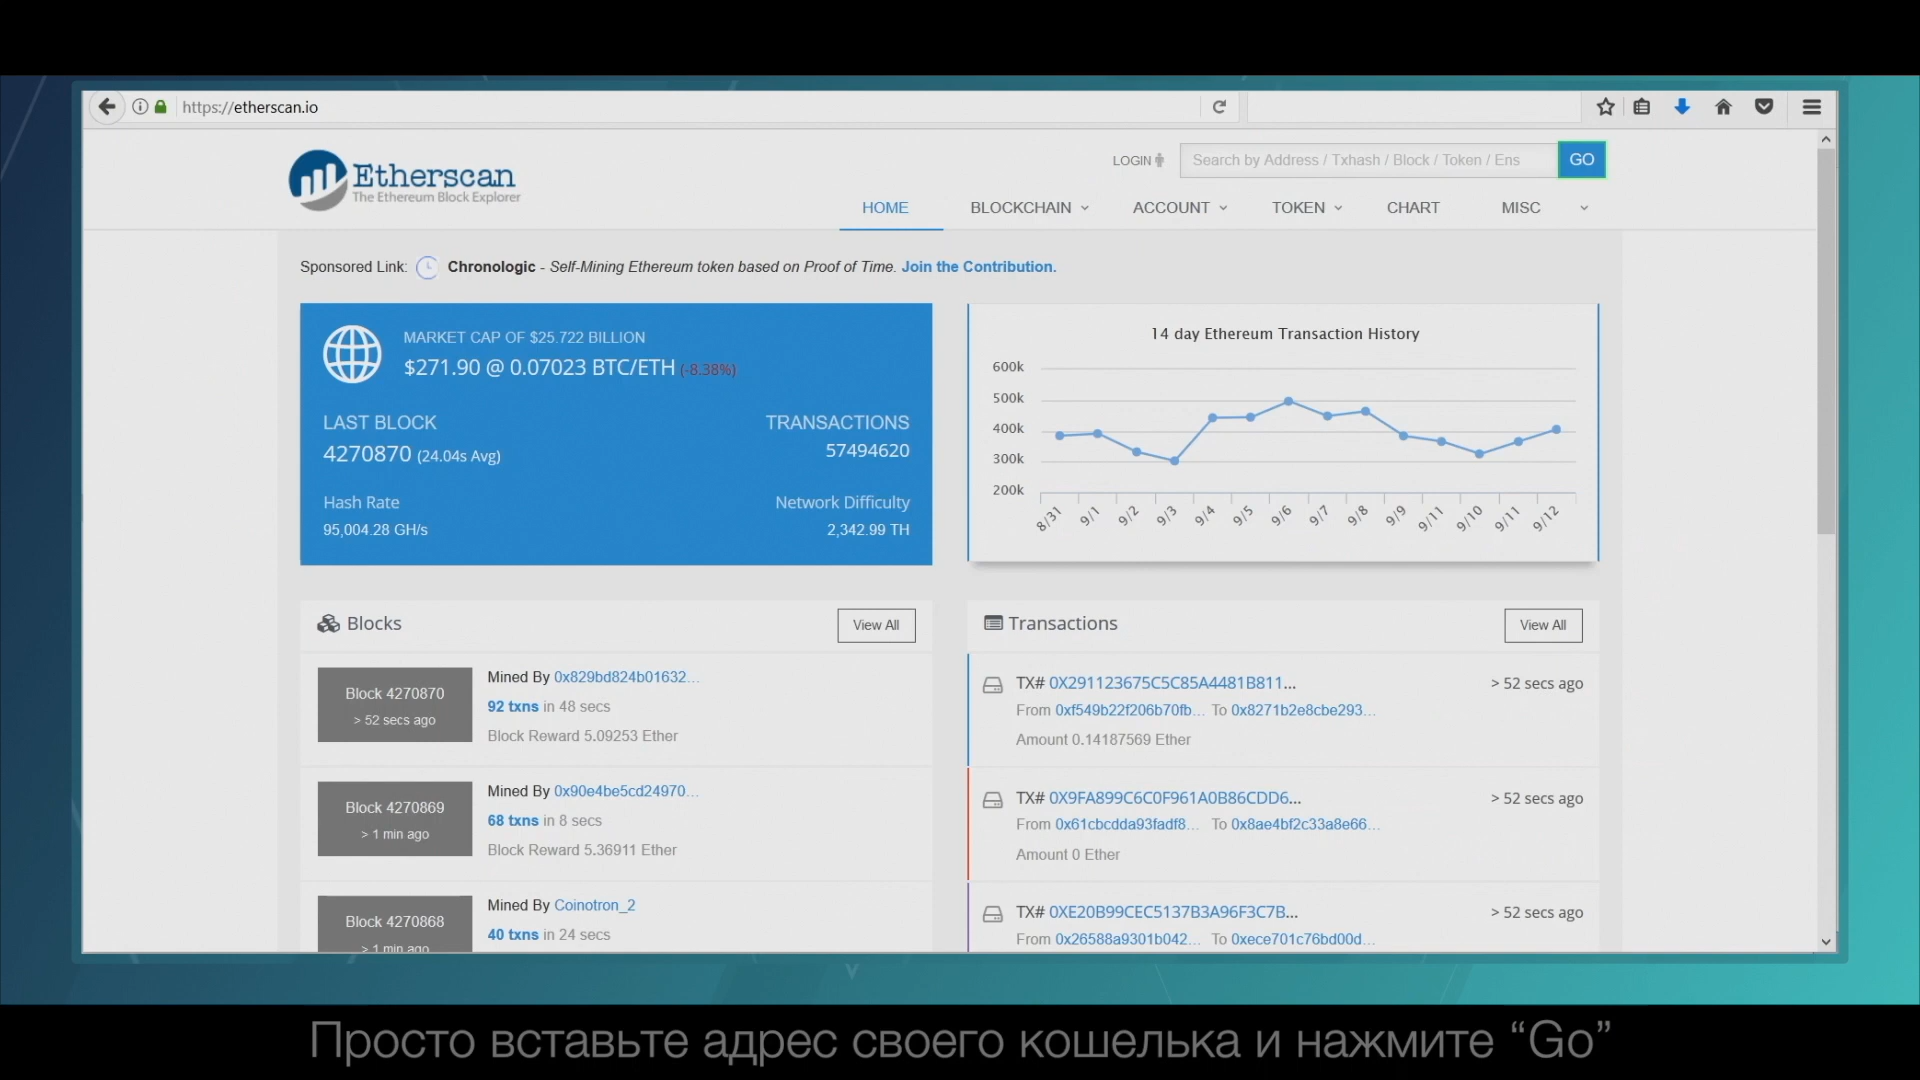 https://etherscan.io
Etherscan
The Ethereum Block Explorer
LOGIN
Search by Address / Txhash / Block / Token / Ens
GO
HOME
BLOCKCHAIN
ACCOUNT
TOKEN
CHART
MISC
Sponsored Link: Chronologic - Self-Mining Ethereum token based on Proof of Time. Join the Contribution.
MARKET CAP OF $25.722 BILLION
$271.90 @ 0.07023 BTC/ETH (-8.38%)
LAST BLOCK
4270870 (24.04s Avg)
TRANSACTIONS
57494620
Hash Rate
95,004.28 GH/s
Network Difficulty
2,342.99 TH
14 day Ethereum Transaction History
600k
500k
400k
300k
200k
8/31 9/1 9/2 9/3 9/4 9/5 9/6 9/7 9/8 9/9 9/11 9/10 9/11 9/12
Blocks
View All
Block 4270870
> 52 secs ago
Mined By 0x829bd824b01632...
92 txns in 48 secs
Block Reward 5.09253 Ether
Block 4270869
> 1 min ago
Mined By 0x90e4be5cd24970...
68 txns in 8 secs
Block Reward 5.36911 Ether
Block 4270868
> 1 min ago
Mined By Coinotron_2
40 txns in 24 secs
Transactions
View All
TX# 0X291123675C5C85A4481B811...
> 52 secs ago
From 0xf549b22f206b70fb... To 0x8271b2e8cbe293...
Amount 0.14187569 Ether
TX# 0X9FA899C6C0F961A0B86CDD6...
> 52 secs ago
From 0x61cbcdda93fadf8... To 0x8ae4bf2c33a8e66...
Amount 0 Ether
TX# 0XE20B99CEC5137B3A96F3C7B...
> 52 secs ago
From 0x26588a9301b042... To 0xece701c76bd00d...
Просто вставьте адрес своего кошелька и нажмите “Go”